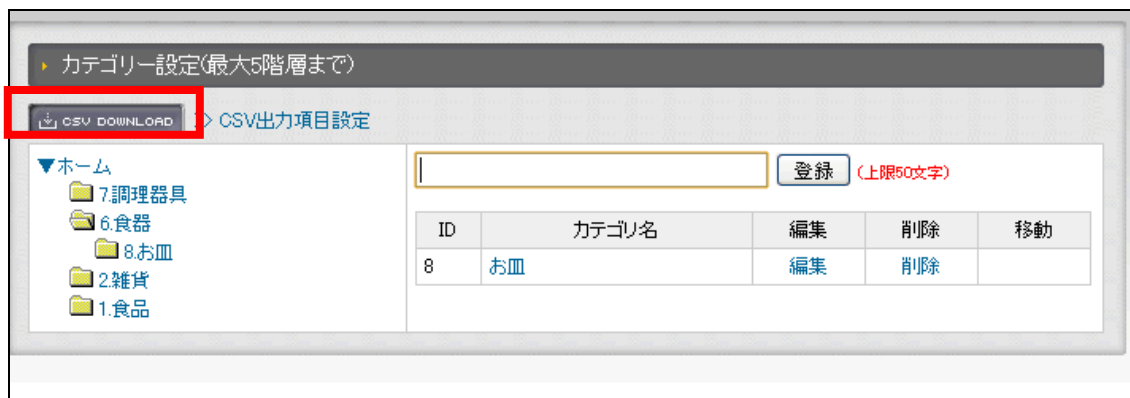 カテゴリー設定(最大5階層まで)
CSV DOWNLOAD >> CSV出力項目設定
▼ホーム
7.調理器具
6.食器
8.お皿
2.雑貨
1.食品
登録 (上限50文字)
ID カテゴリ名 編集 削除 移動
8 お皿 編集 削除